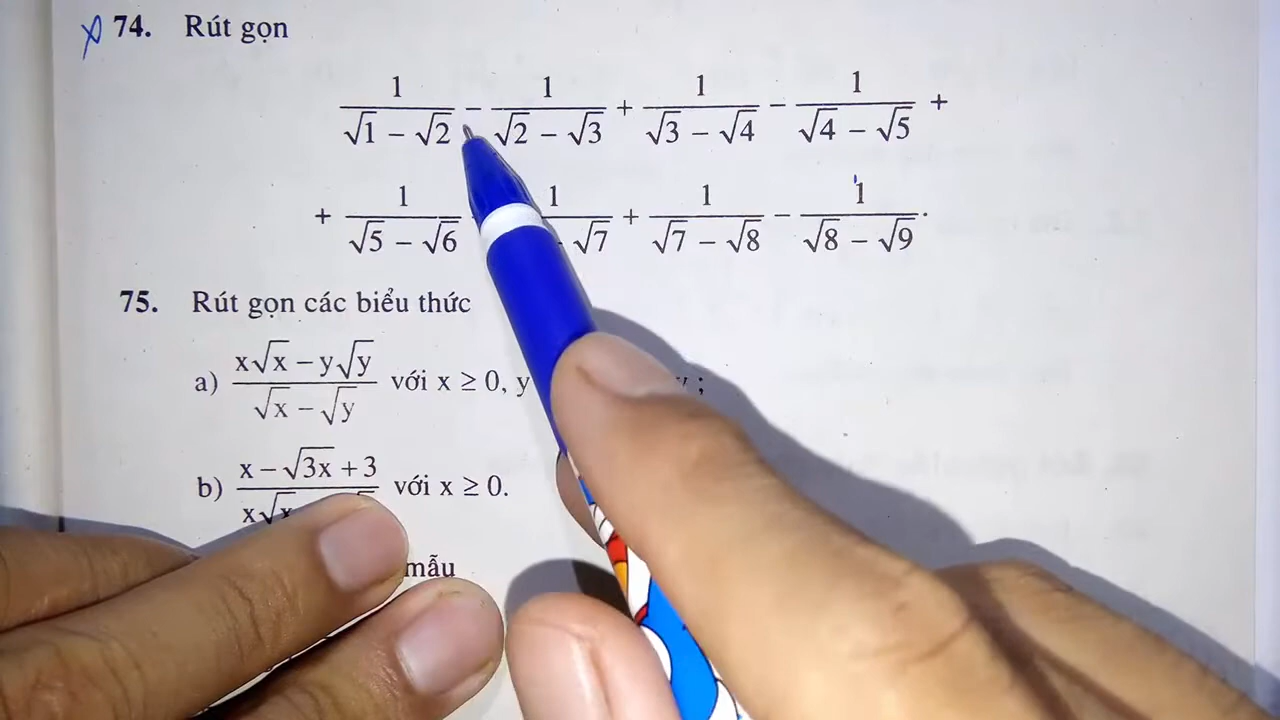 74. Rút gọn
1/(√1 − √2) − 1/(√2 − √3) + 1/(√3 − √4) − 1/(√4 − √5) +
+ 1/(√5 − √6) 1/( - √7) + 1/(√7 − √8) − 1/(√8 − √9).
75. Rút gọn các biểu thức
a) (x√x − y√y)/(√x − √y) với x ≥ 0, y ;
b) (x − √3x + 3)/(x√x với x ≥ 0.
mẫu